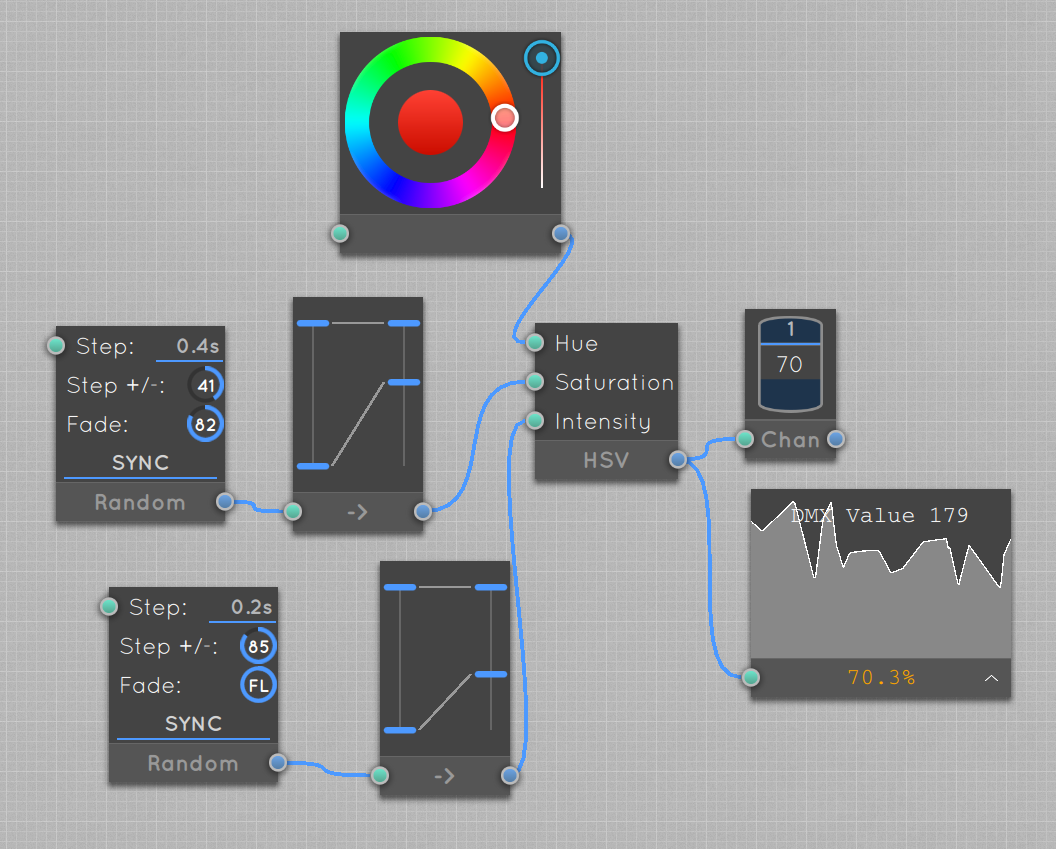 Step: 0.4s
Step +/-: 41
Fade: 82
SYNC
Random
->
Step: 0.2s
Step +/-: 85
Fade: FL
SYNC
Random
->
Hue
Saturation
Intensity
HSV
1
70
Chan
DMX Value 179
70.3%